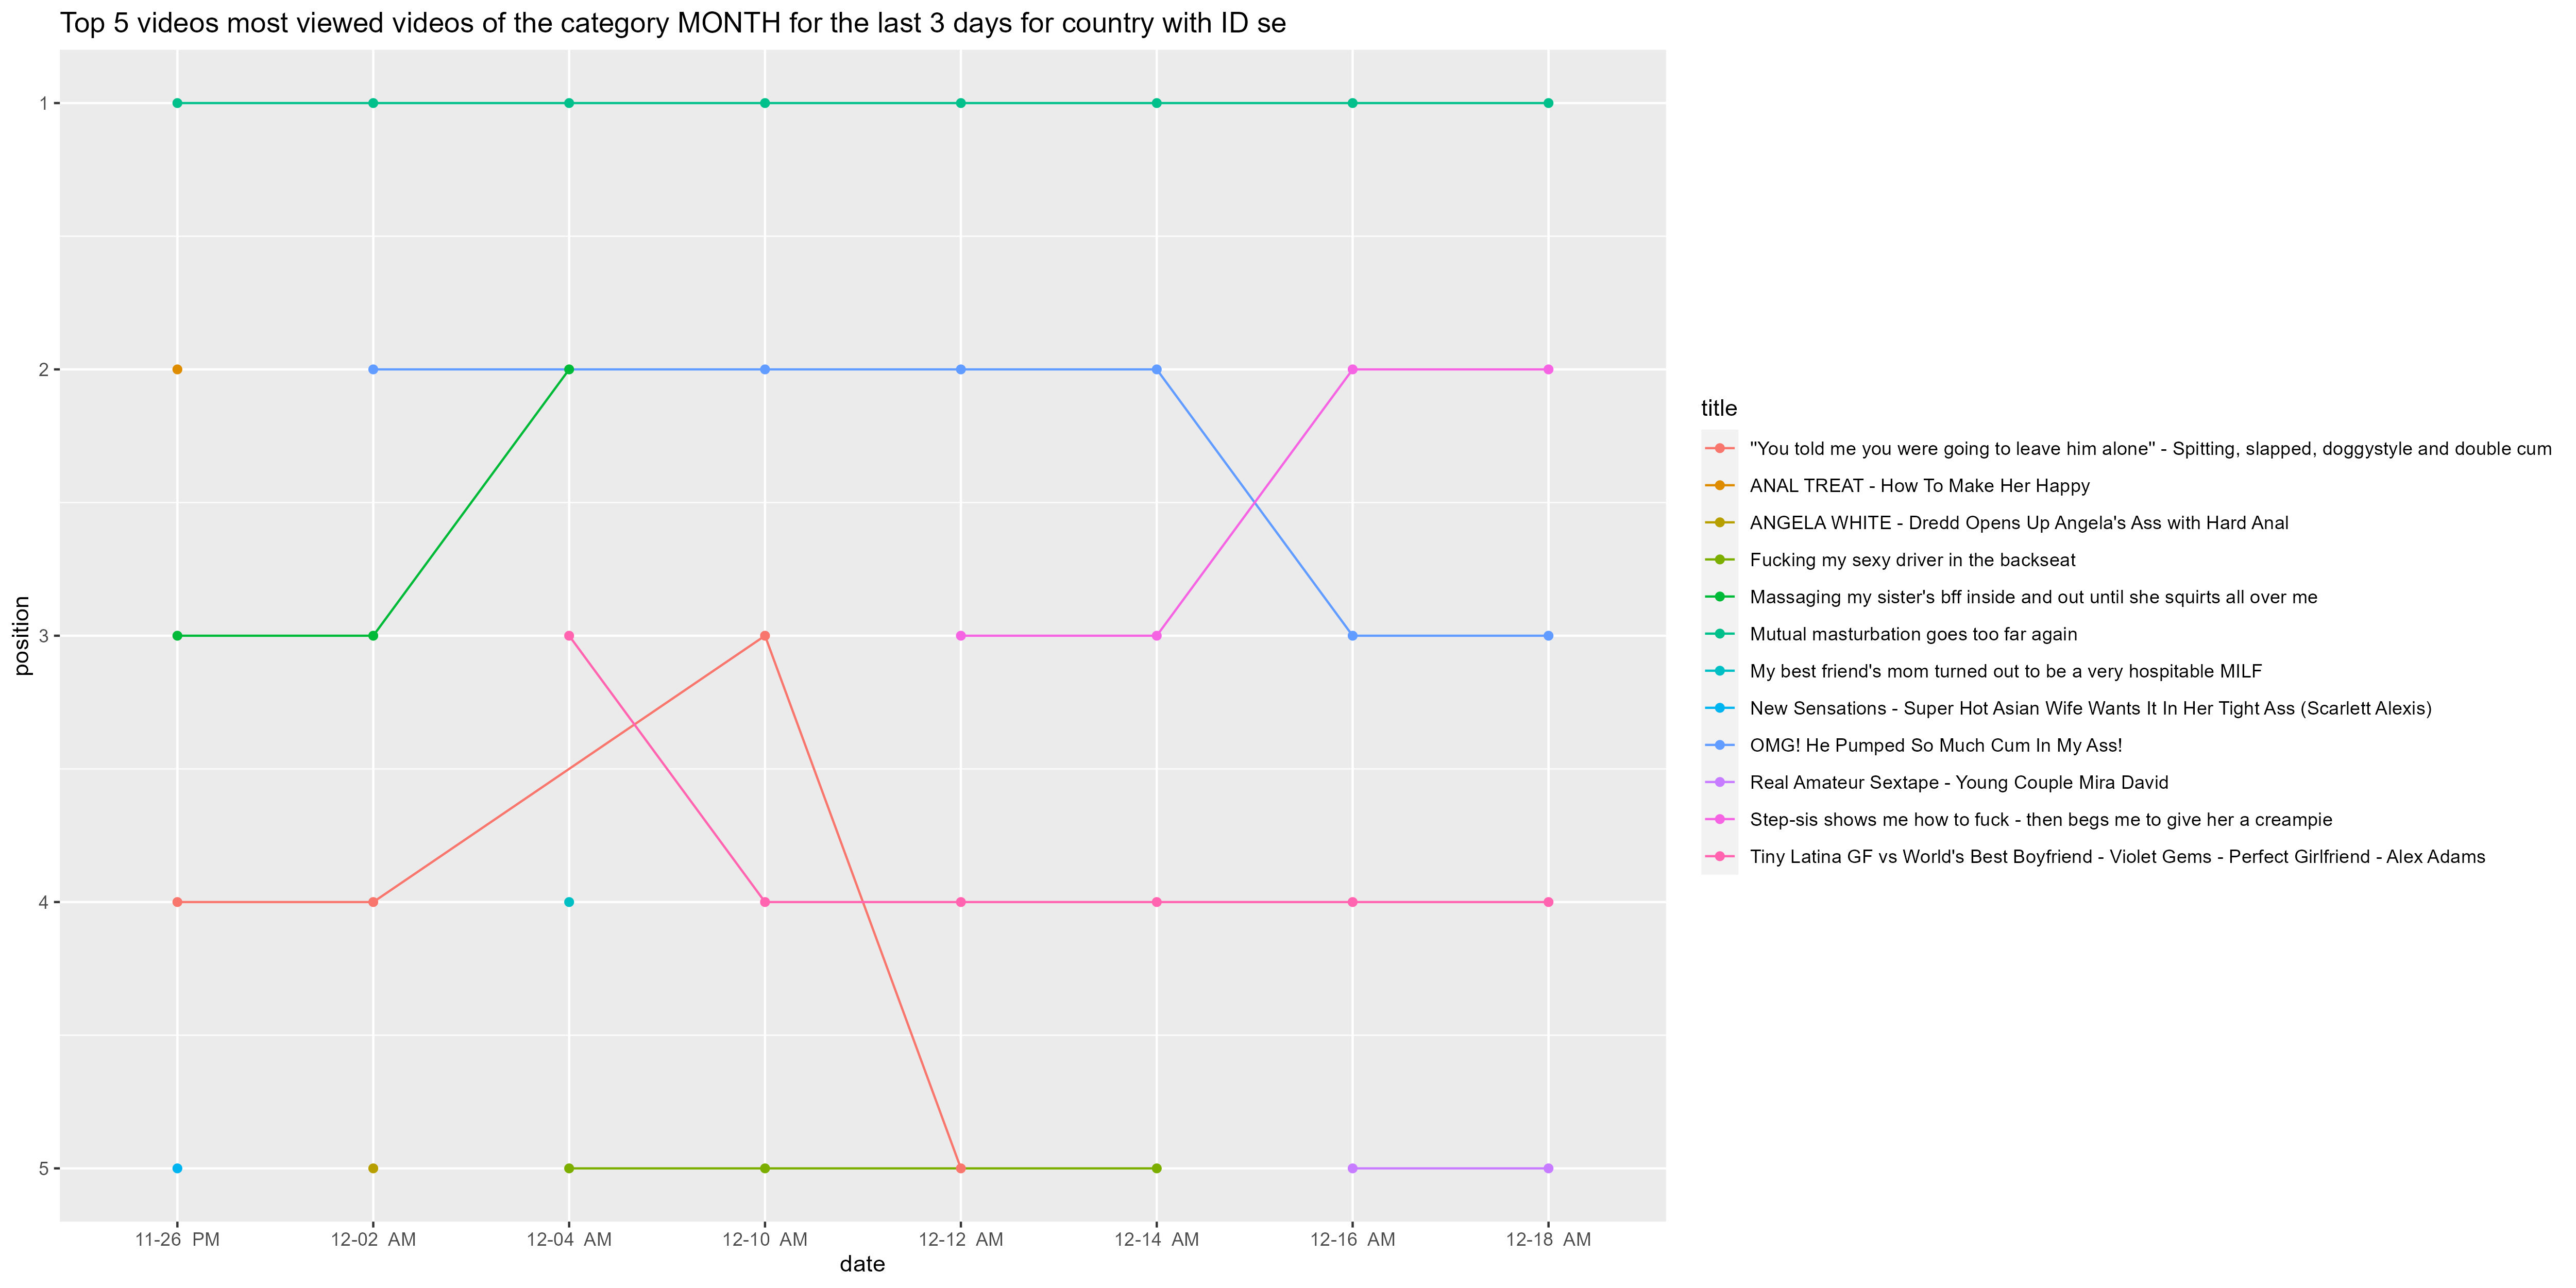 Top 5 videos most viewed videos of the category MONTH for the last 3 days for country with ID se
position
1
2
3
4
5
11-26 PM
12-02 AM
12-04 AM
12-10 AM
12-12 AM
12-14 AM
12-16 AM
12-18 AM
date
title
"You told me you were going to leave him alone" - Spitting, slapped, doggystyle and double cum
ANAL TREAT - How To Make Her Happy
ANGELA WHITE - Dredd Opens Up Angela's Ass with Hard Anal
Fucking my sexy driver in the backseat
Massaging my sister's bff inside and out until she squirts all over me
Mutual masturbation goes too far again
My best friend's mom turned out to be a very hospitable MILF
New Sensations - Super Hot Asian Wife Wants It In Her Tight Ass (Scarlett Alexis)
OMG! He Pumped So Much Cum In My Ass!
Real Amateur Sextape - Young Couple Mira David
Step-sis shows me how to fuck - then begs me to give her a creampie
Tiny Latina GF vs World's Best Boyfriend - Violet Gems - Perfect Girlfriend - Alex Adams